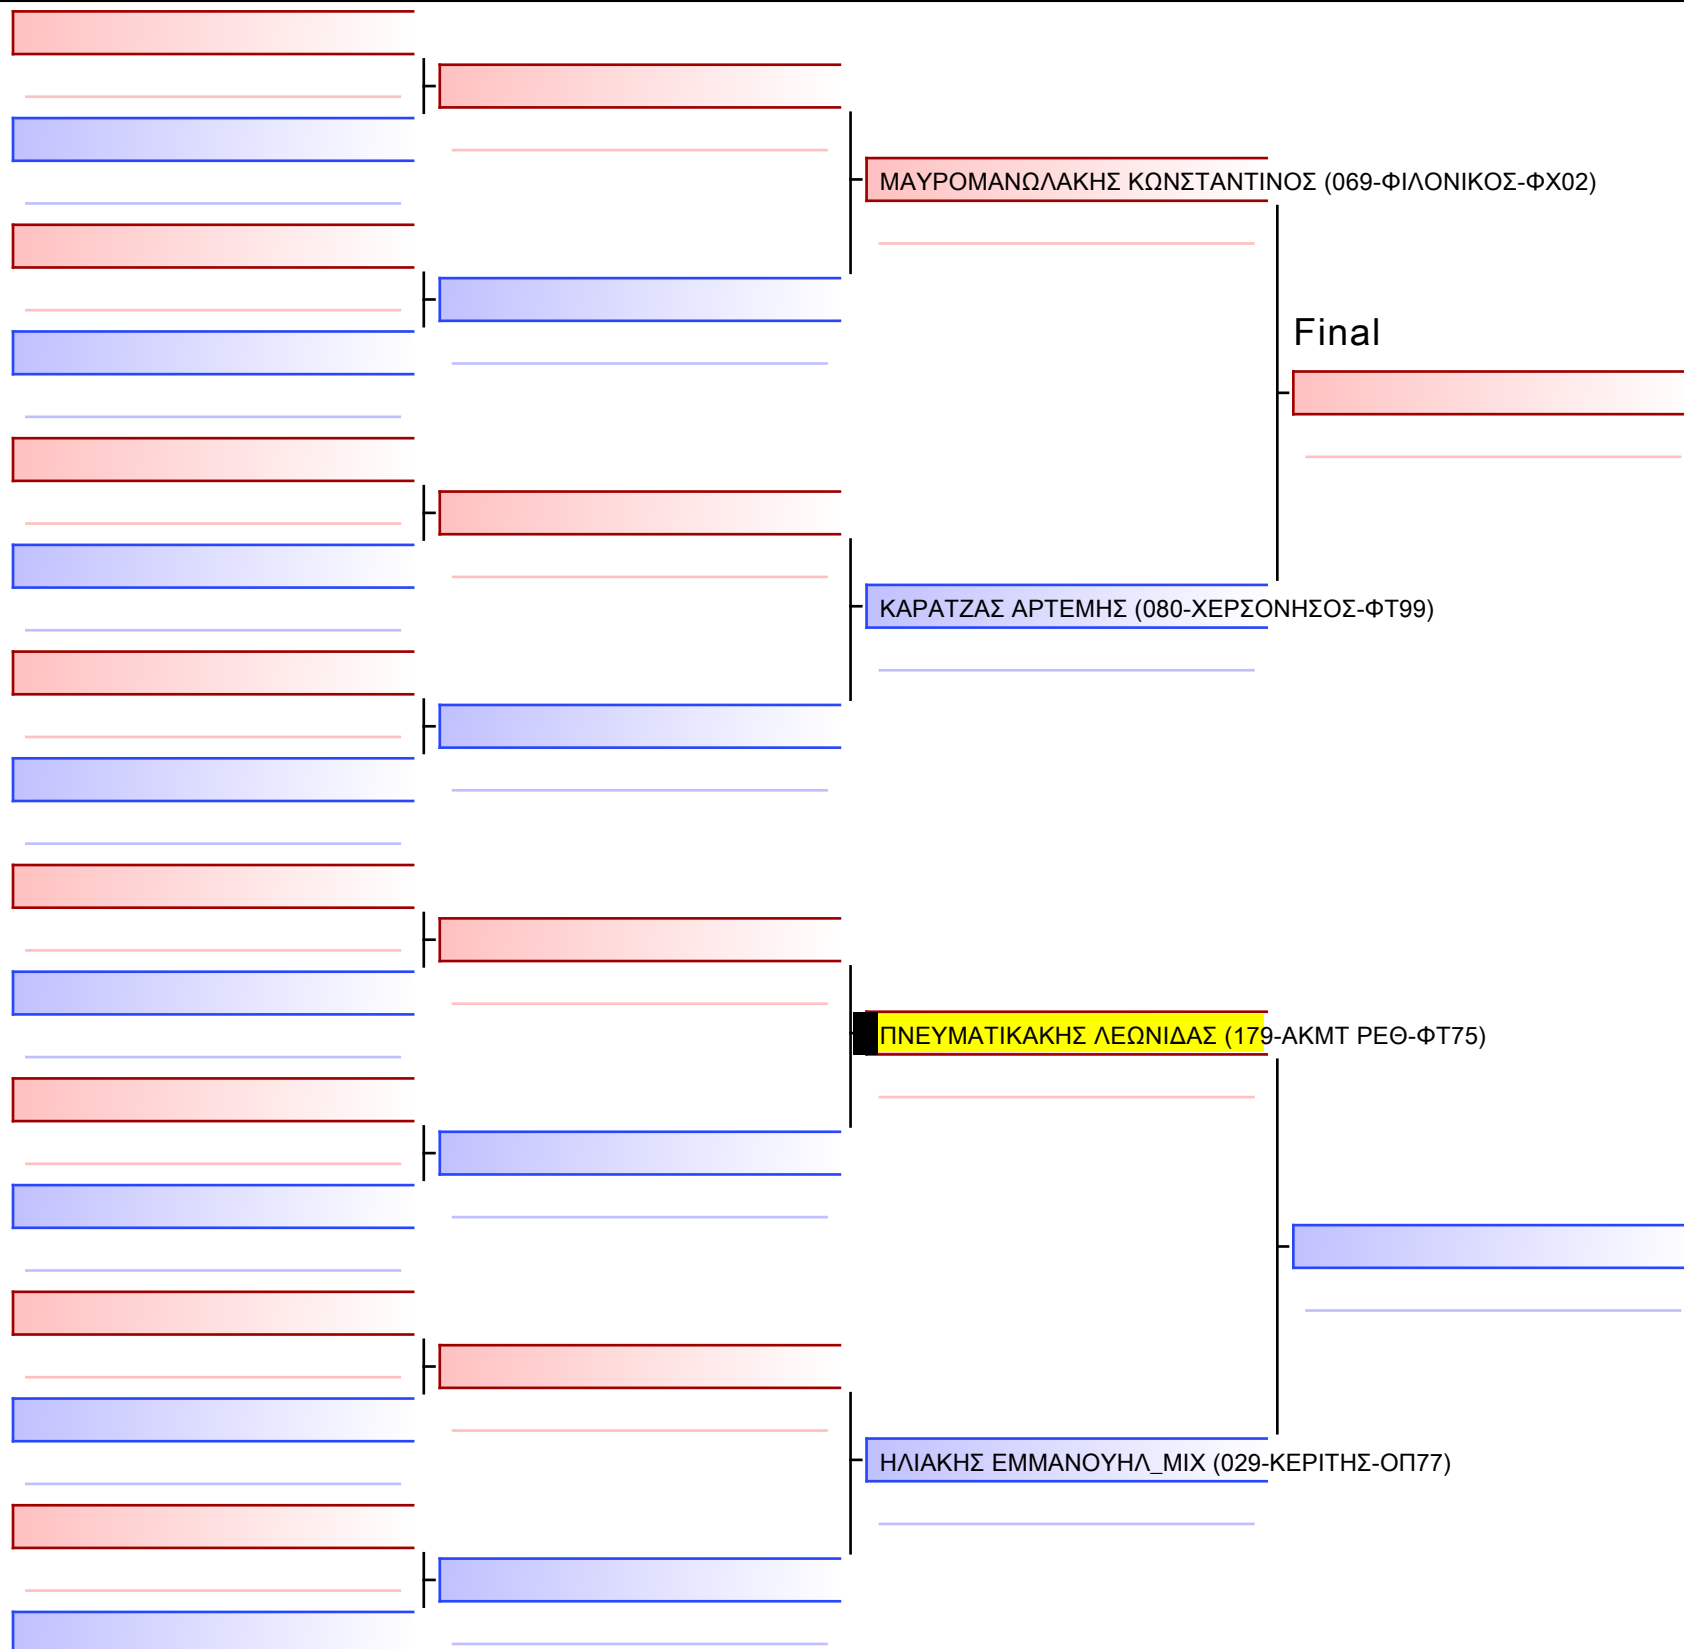 ΜΑΥΡΟΜΑΝΩΛΑΚΗΣ ΚΩΝΣΤΑΝΤΙΝΟΣ (069-ΦΙΛΟΝΙΚΟΣ-ΦΧ02)
Final
ΚΑΡΑΤΖΑΣ ΑΡΤΕΜΗΣ (080-ΧΕΡΣΟΝΗΣΟΣ-ΦΤ99)
ΠΝΕΥΜΑΤΙΚΑΚΗΣ ΛΕΩΝΙΔΑΣ (179-ΑΚΜΤ ΡΕΘ-ΦΤ75)
ΗΛΙΑΚΗΣ ΕΜΜΑΝΟΥΗΛ_ΜΙΧ (029-ΚΕΡΙΤΗΣ-ΟΠ77)